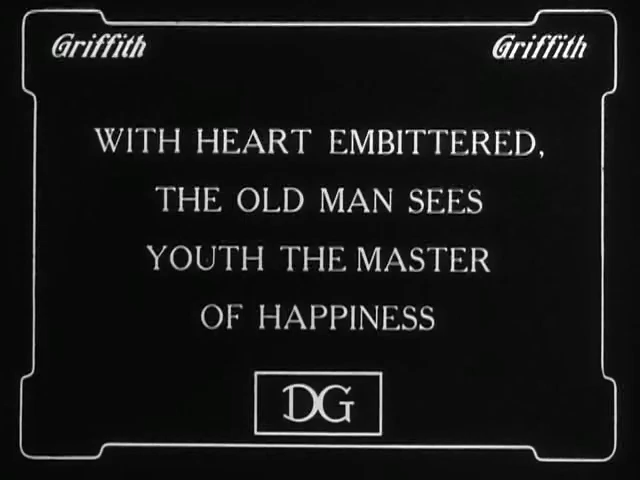 Griffith Griffith
WITH HEART EMBITTERED,
THE OLD MAN SEES
YOUTH THE MASTER
OF HAPPINESS
DG